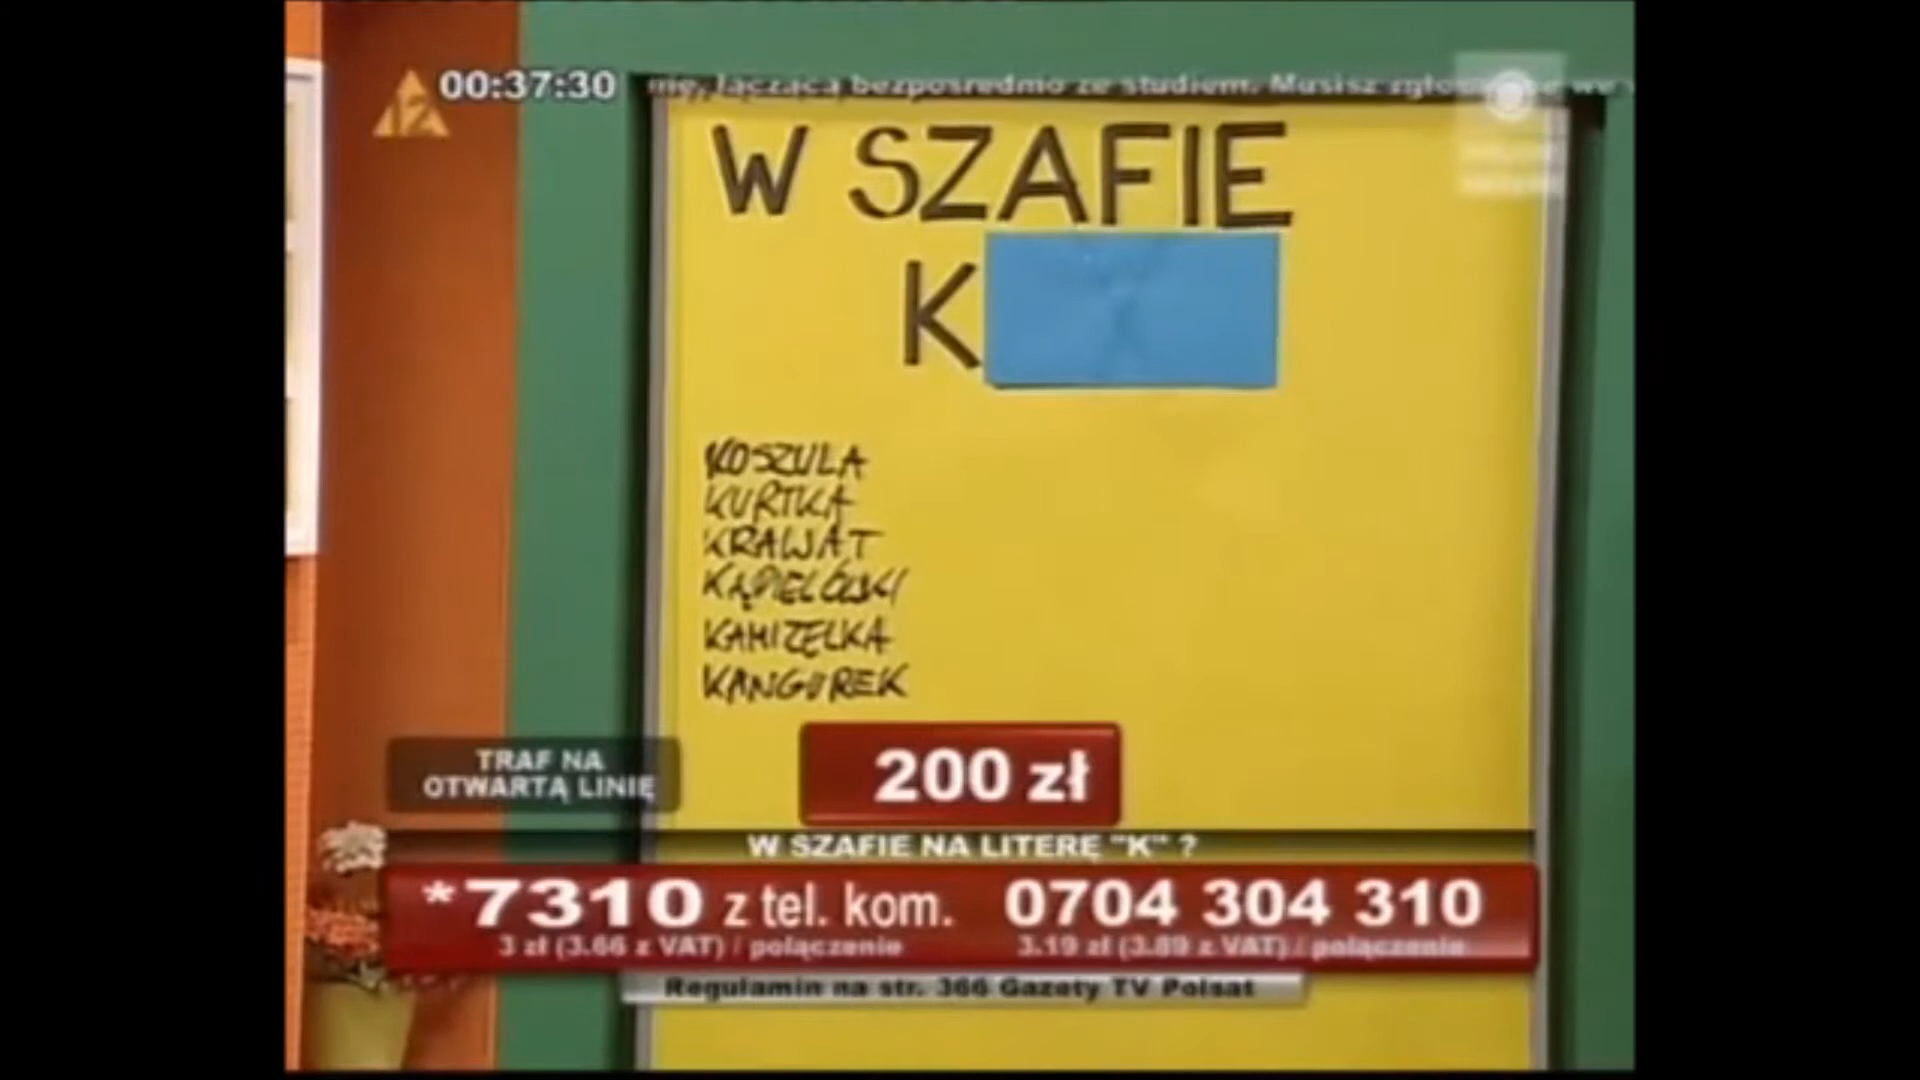 12
00:37:30
nie, łącząca bezpośrednio ze studiem. Musisz
W SZAFIE
K
KOSZULA
KURTKA
KRAWAT
KĄPIELÓWKI
KAMIZELKA
KANGUREK
TRAF NA
OTWARTĄ LINIĘ
200 zł
W SZAFIE NA LITERĘ "K" ?
*7310 z tel. kom. 0704 304 310
3 zł (3.66 z VAT) / połączenie 3.19 zł (3.89 z VAT) / połączenie
Regulamin na str. 366 Gazety TV Polsat